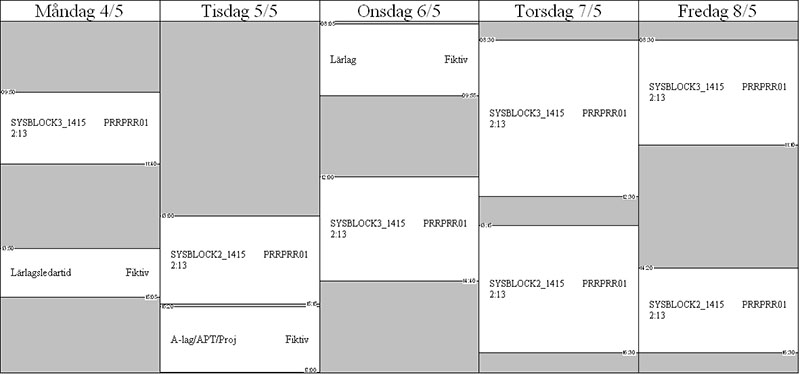 Måndag 4/5
09:50
SYSBLOCK3_1415 PRRPRR01
2:13
11:40
13:50
Lärlagsledartid Fiktiv
15:05
Tisdag 5/5
13:00
SYSBLOCK2_1415 PRRPRR01
2:13
15:15
15:20
A-lag/APT/Proj Fiktiv
17:00
Onsdag 6/5
08:05
Lärlag Fiktiv
09:55
12:00
SYSBLOCK3_1415 PRRPRR01
2:13
14:40
Torsdag 7/5
08:30
SYSBLOCK3_1415 PRRPRR01
2:13
12:30
13:15
SYSBLOCK2_1415 PRRPRR01
2:13
16:30
Fredag 8/5
08:30
SYSBLOCK3_1415 PRRPRR01
2:13
11:10
14:20
SYSBLOCK2_1415 PRRPRR01
2:13
16:30